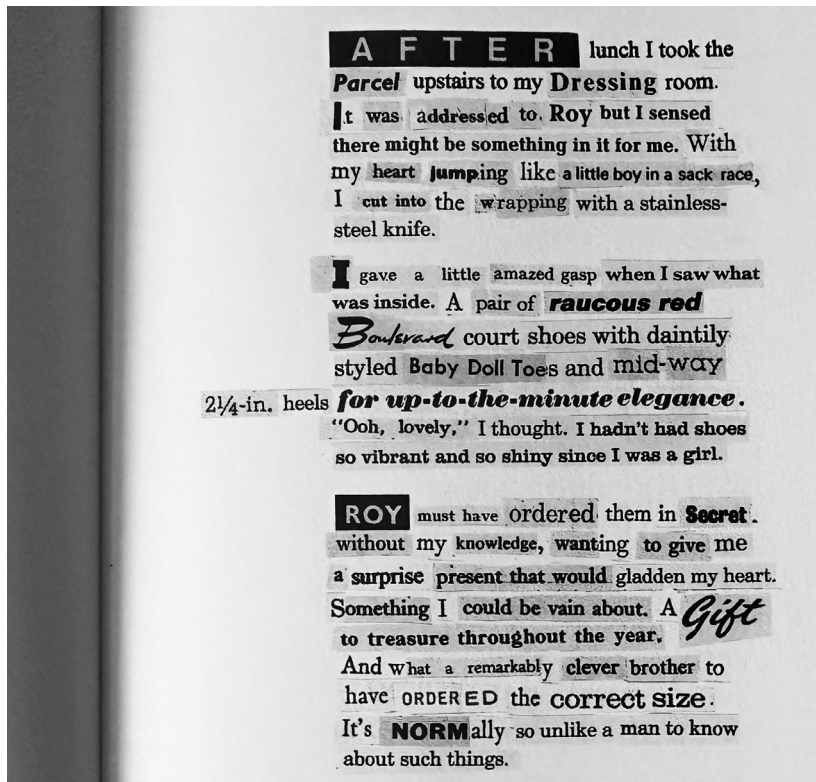 AFTER lunch I took the
Parcel upstairs to my Dressing room.
It was addressed to. Roy but I sensed
there might be something in it for me. With
my heart jumping like a little boy in a sack race,
I cut into the wrapping with a stainless-
steel knife.
I gave a little amazed gasp when I saw what
was inside. A pair of raucous red
Boulevard court shoes with daintily
styled Baby Doll Toes and mid-way
2¼-in. heels for up-to-the-minute elegance.
"Ooh, lovely," I thought. I hadn't had shoes
so vibrant and so shiny since I was a girl.
ROY must have ordered them in Secret.
without my knowledge, wanting to give me
a surprise present that would gladden my heart.
Something I could be vain about. A Gift
to treasure throughout the year.
And what a remarkably clever brother to
have ORDERED the correct size.
It's NORMally so unlike a man to know
about such things.